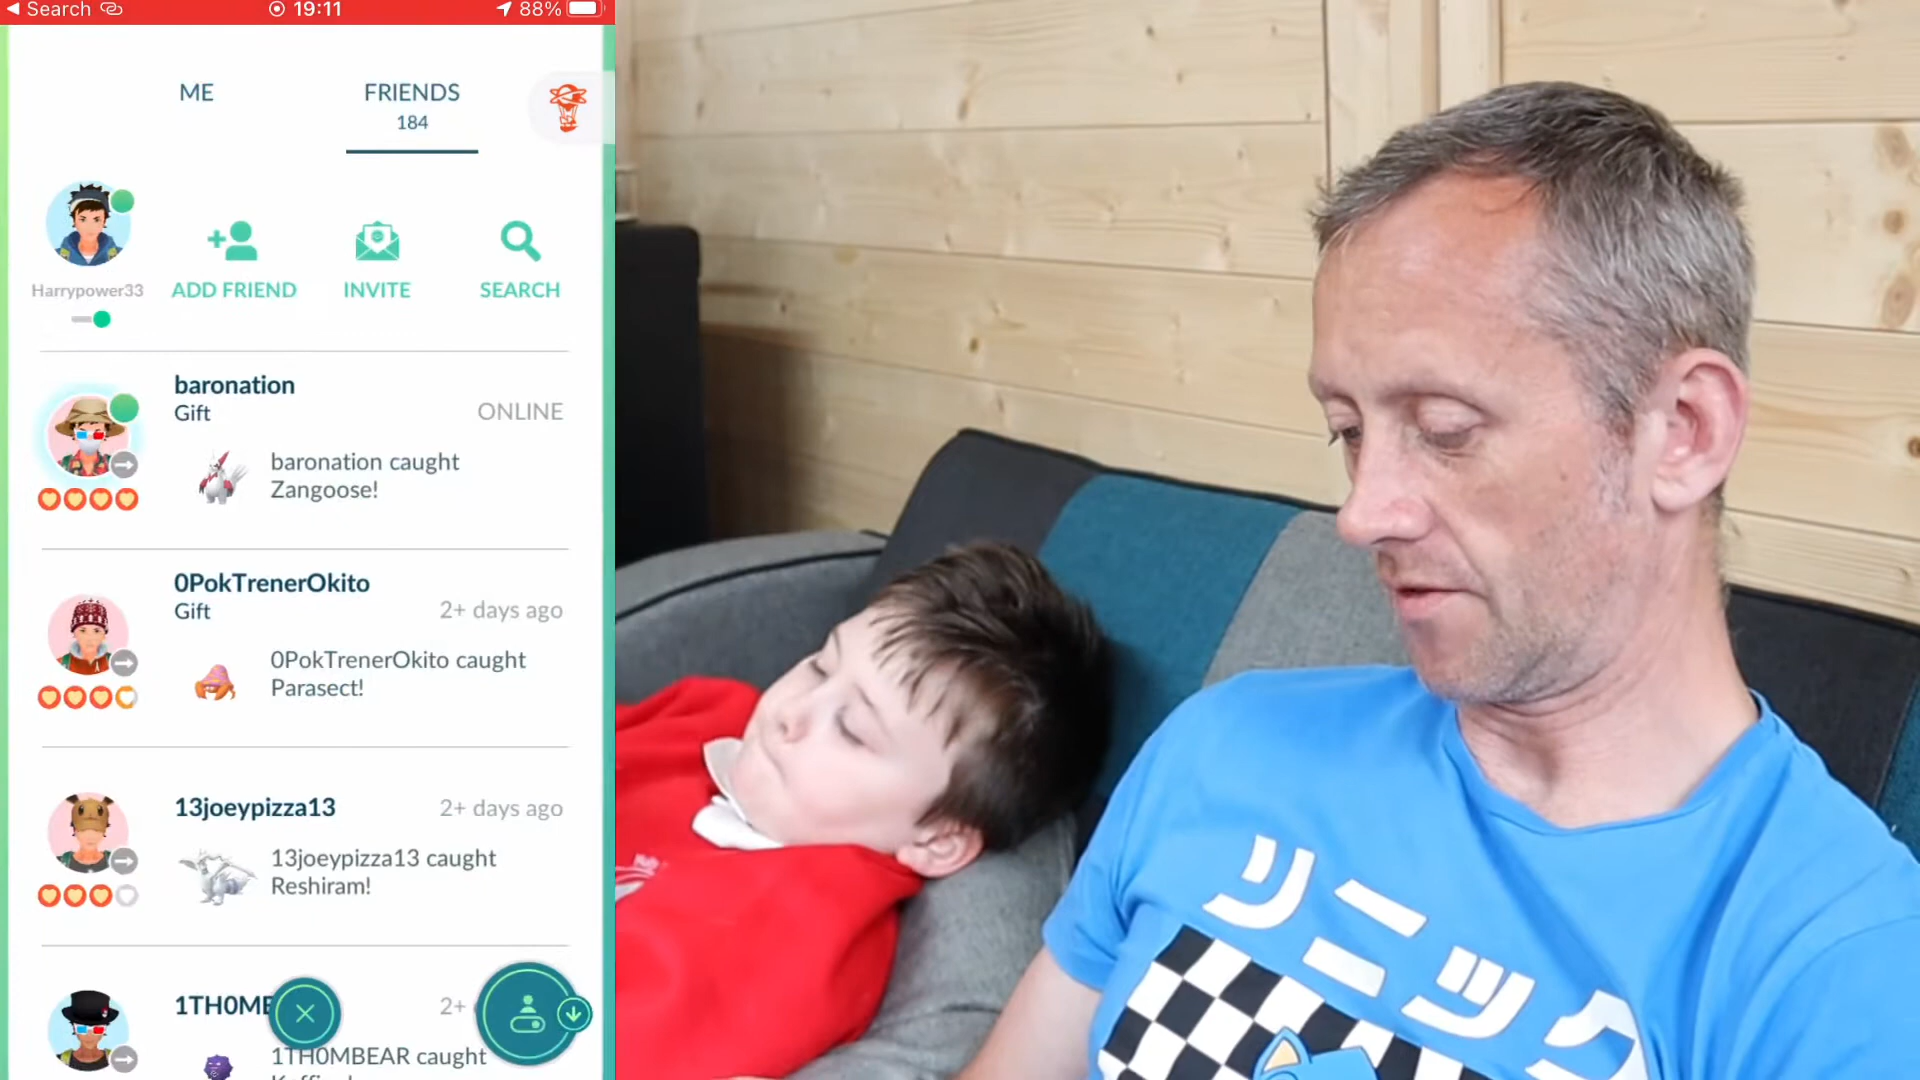 Search
19:11
88%
ME
FRIENDS
184
Harrypower33
ADD FRIEND
INVITE
SEARCH
baronation
Gift
ONLINE
baronation caught
Zangoose!
0PokTrenerOkito
Gift
2+ days ago
0PokTrenerOkito caught
Parasect!
13joeypizza13
2+ days ago
13joeypizza13 caught
Reshiram!
2+
1TH0MBEAR caught
ソニック